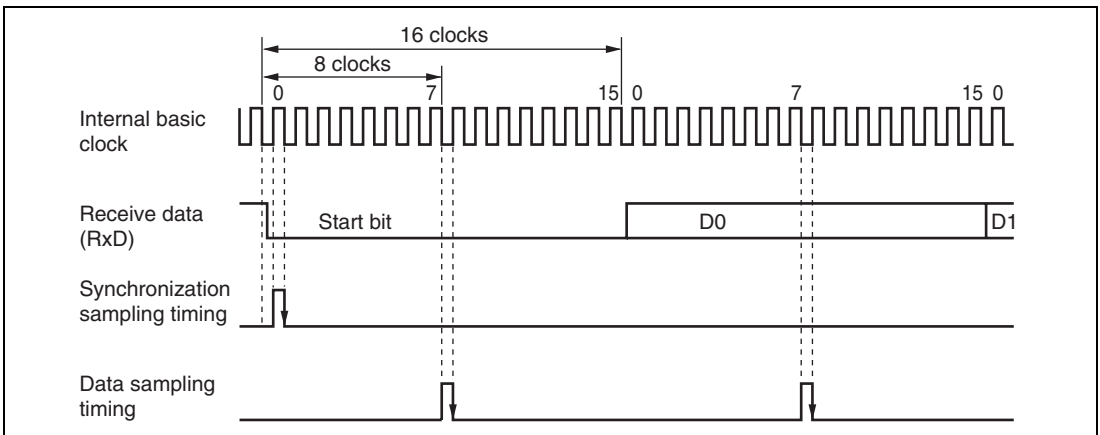 16 clocks
8 clocks
0 7 15 0 7 15 0
Internal basic
clock
Receive data
(RxD)
Start bit D0 D1
Synchronization
sampling timing
Data sampling
timing